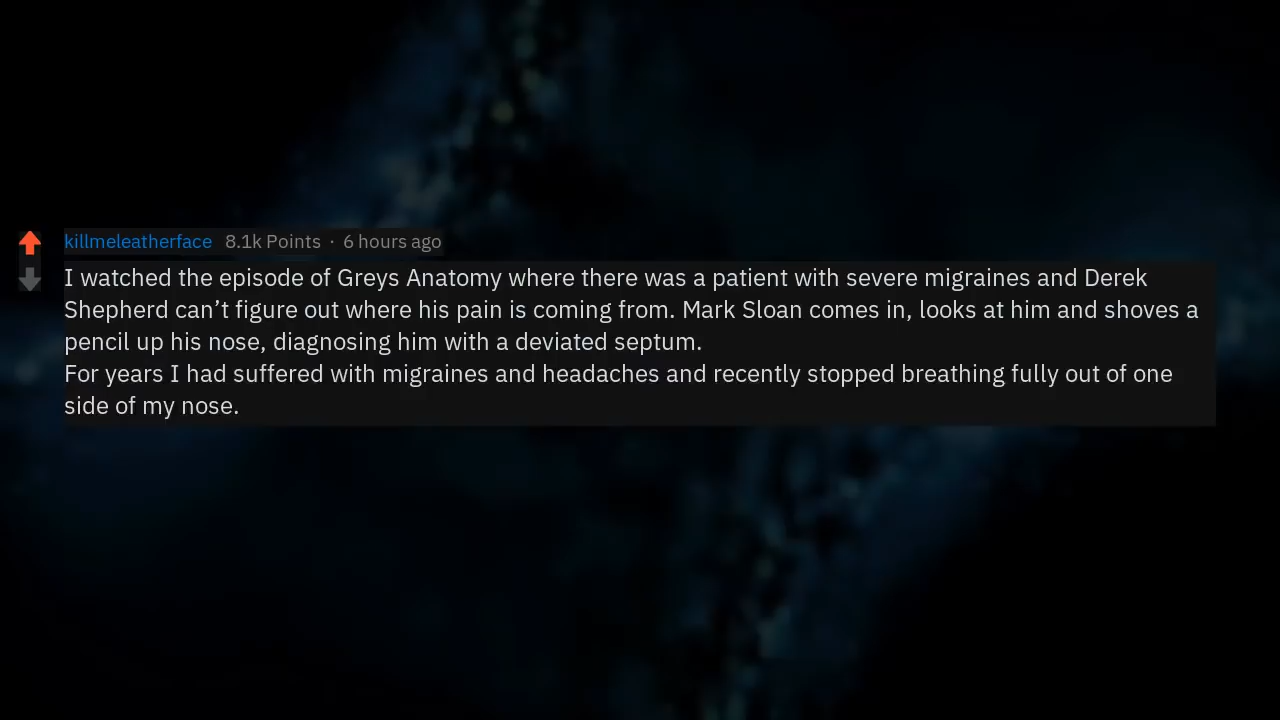 killmeleatherface 8.1k Points · 6 hours ago
I watched the episode of Greys Anatomy where there was a patient with severe migraines and Derek
Shepherd can’t figure out where his pain is coming from. Mark Sloan comes in, looks at him and shoves a
pencil up his nose, diagnosing him with a deviated septum.
For years I had suffered with migraines and headaches and recently stopped breathing fully out of one
side of my nose.